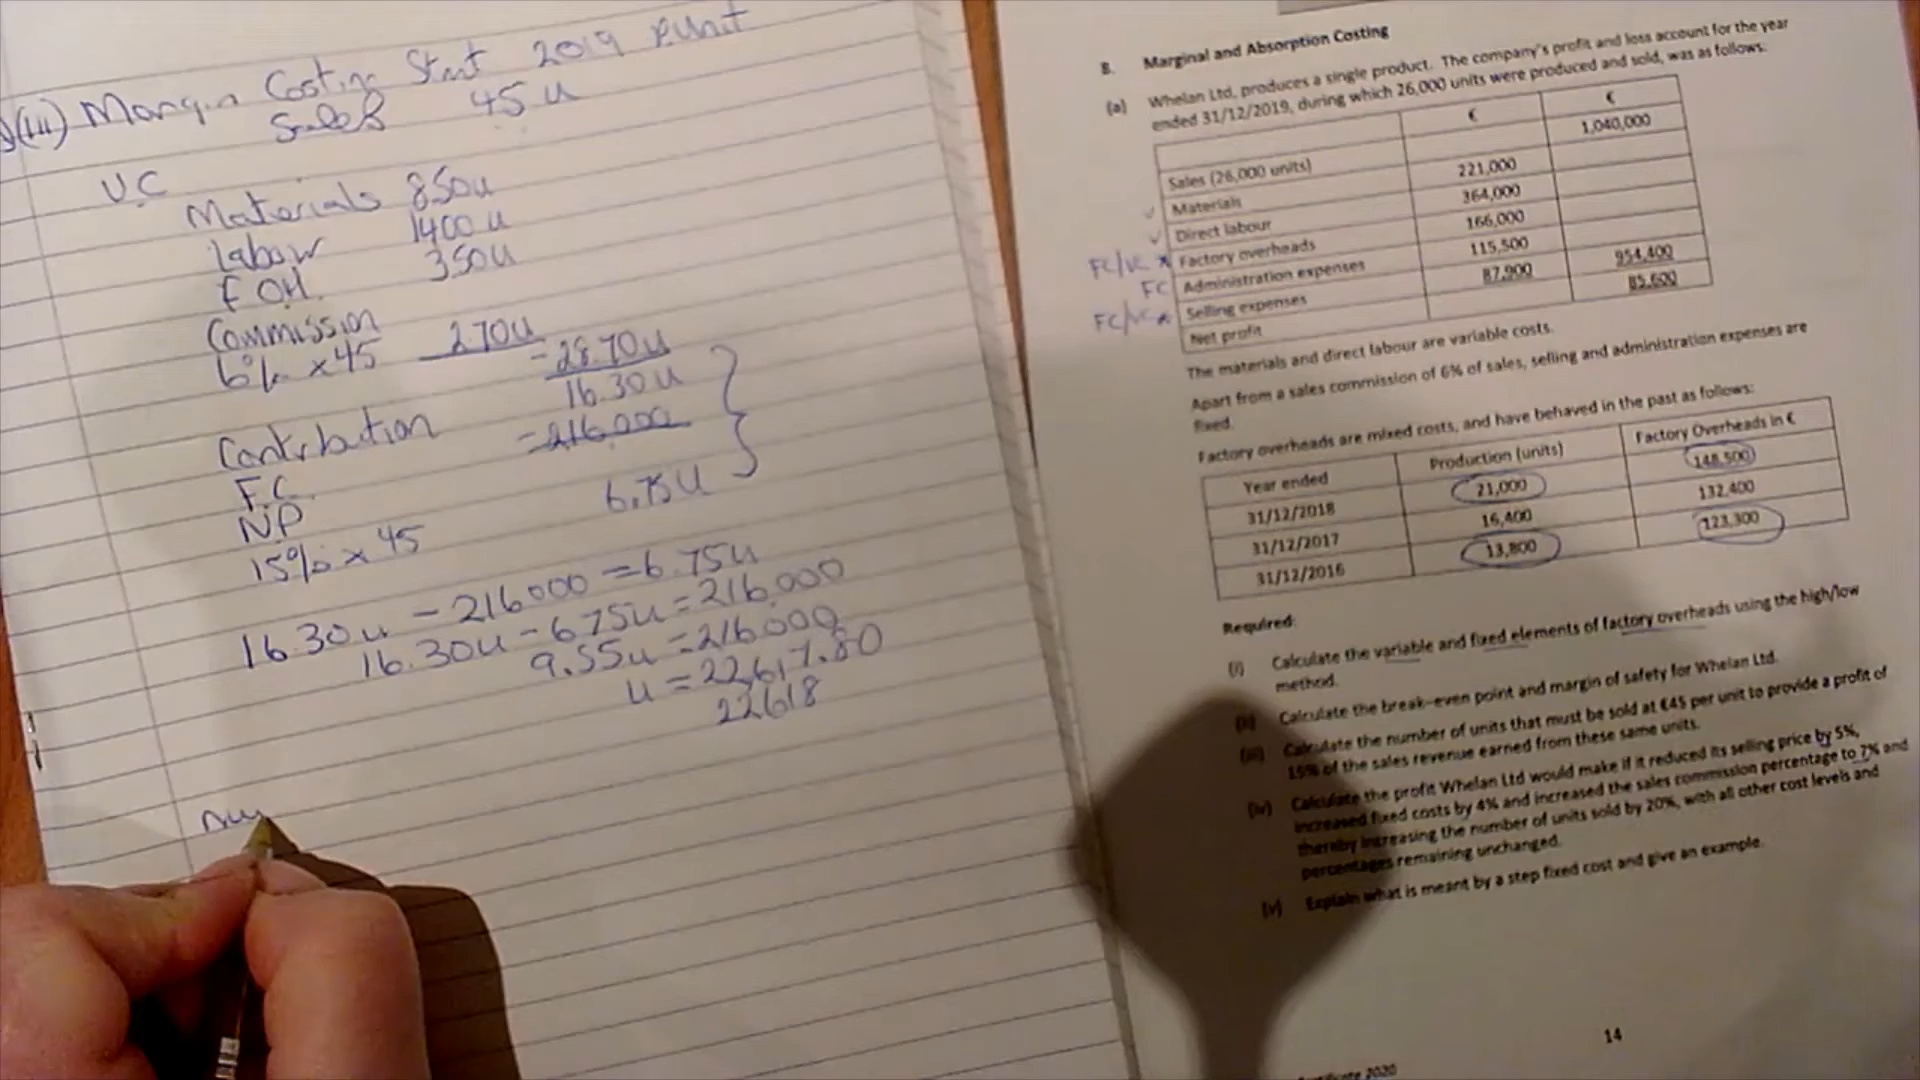 (iii) Margin Costing Stmt 2019 P.Unit
Sales 45 u
V.C
Materials 8.50u
Labour 14.00 u
F OH. 3.50u
Commission
6% x 45 2.70u -28.70u
Contribution 16.30 u
F.C. -216,000
N.P 6.75u
15% x 45
16.30u - 216000 = 6.75u
16.30u - 6.75u = 216,000
9.55u = 216,000
u = 22,617.80
22,618
8. Marginal and Absorption Costing
(a) Whelan Ltd, produces a single product. The company's profit and loss account for the year
ended 31/12/2019, during which 26,000 units were produced and sold, was as follows:
€ €
Sales (26,000 units) 1,040,000
Materials 221,000
Direct labour 364,000
FC/VC Factory overheads 166,000
FC Administration expenses 115,500
FC/VC Selling expenses 87,900 954,400
Net profit 85,600
The materials and direct labour are variable costs.
Apart from a sales commission of 6% of sales, selling and administration expenses are
fixed.
Factory overheads are mixed costs, and have behaved in the past as follows:
Year ended Production (units) Factory Overheads in €
31/12/2018 21,000 148,500
31/12/2017 16,400 132,400
31/12/2016 13,800 123,300
Required:
(i) Calculate the variable and fixed elements of factory overheads using the high/low
method.
(ii) Calculate the break-even point and margin of safety for Whelan Ltd.
(iii) Calculate the number of units that must be sold at €45 per unit to provide a profit of
15% of the sales revenue earned from these same units.
(iv) Calculate the profit Whelan Ltd would make if it reduced its selling price by 5%,
increased fixed costs by 4% and increased the sales commission percentage to 7% and
thereby increasing the number of units sold by 20%, with all other cost levels and
percentages remaining unchanged.
(v) Explain what is meant by a step fixed cost and give an example.
14
2020